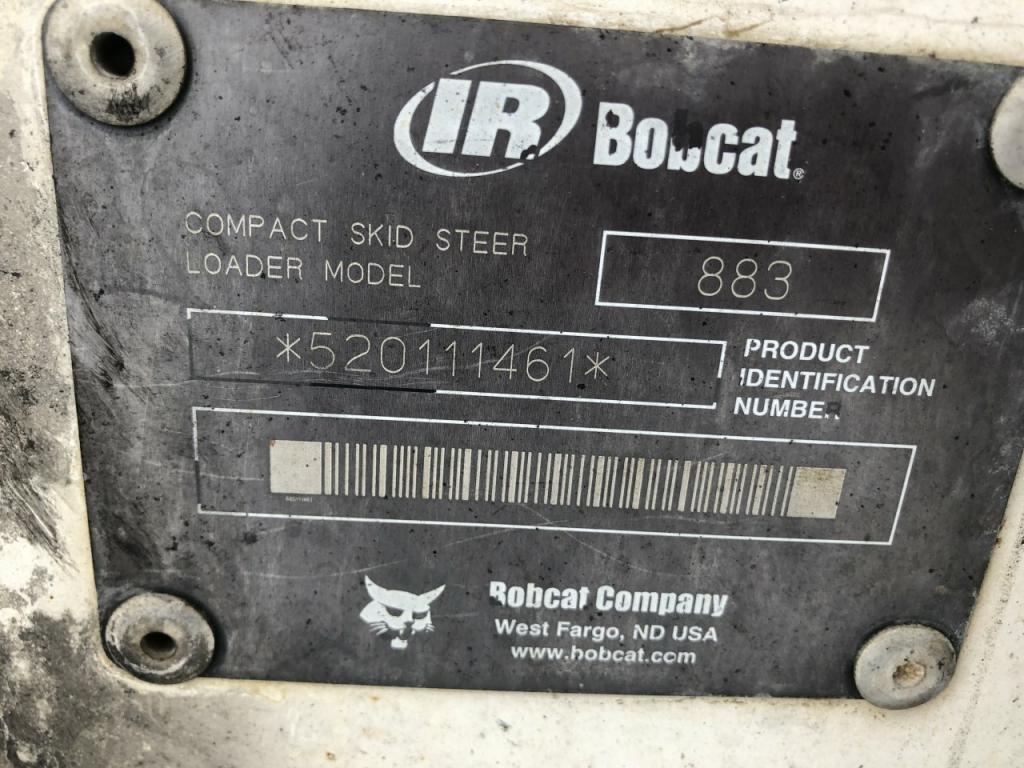 IR Bobcat®
COMPACT SKID STEER
LOADER MODEL
883
*520111461*
PRODUCT
IDENTIFICATION
NUMBER
Bobcat Company
West Fargo, ND USA
www.bobcat.com